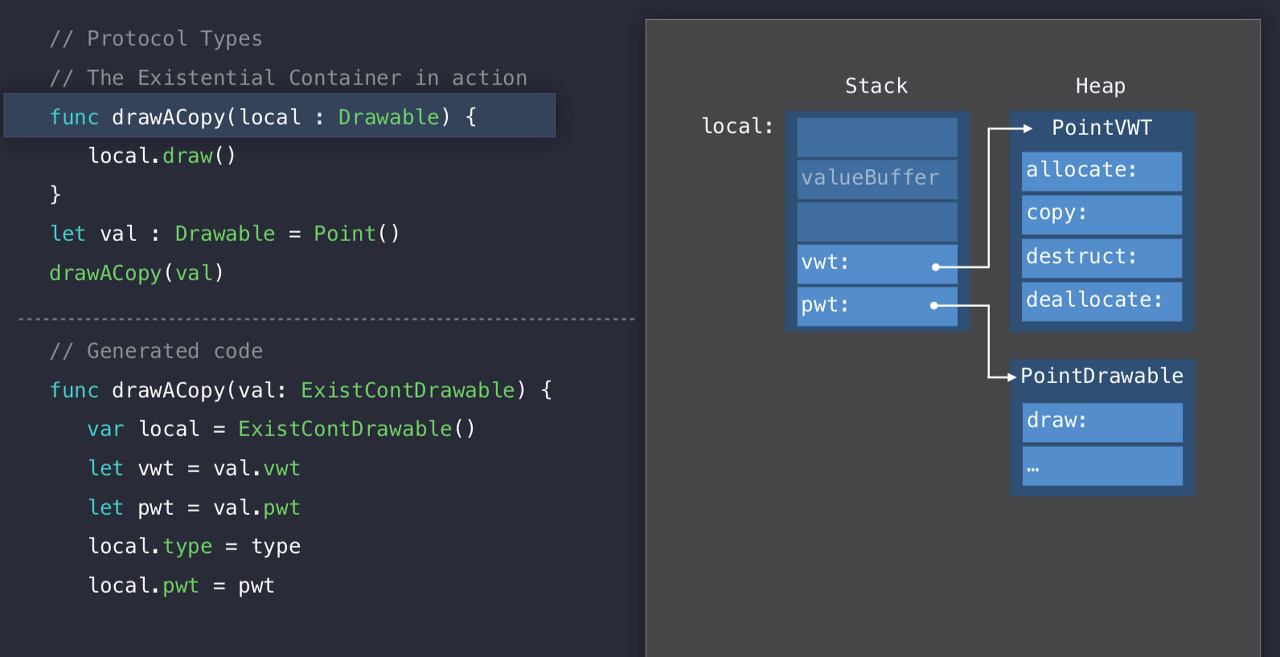 // Protocol Types
// The Existential Container in action
func drawACopy(local : Drawable) {
local.draw()
}
let val : Drawable = Point()
drawACopy(val)
// Generated code
func drawACopy(val: ExistContDrawable) {
var local = ExistContDrawable()
let vwt = val.vwt
let pwt = val.pwt
local.type = type
local.pwt = pwt
Stack
local:
valueBuffer
vwt:
pwt:
Heap
PointVWT
allocate:
copy:
destruct:
deallocate:
PointDrawable
draw:
…